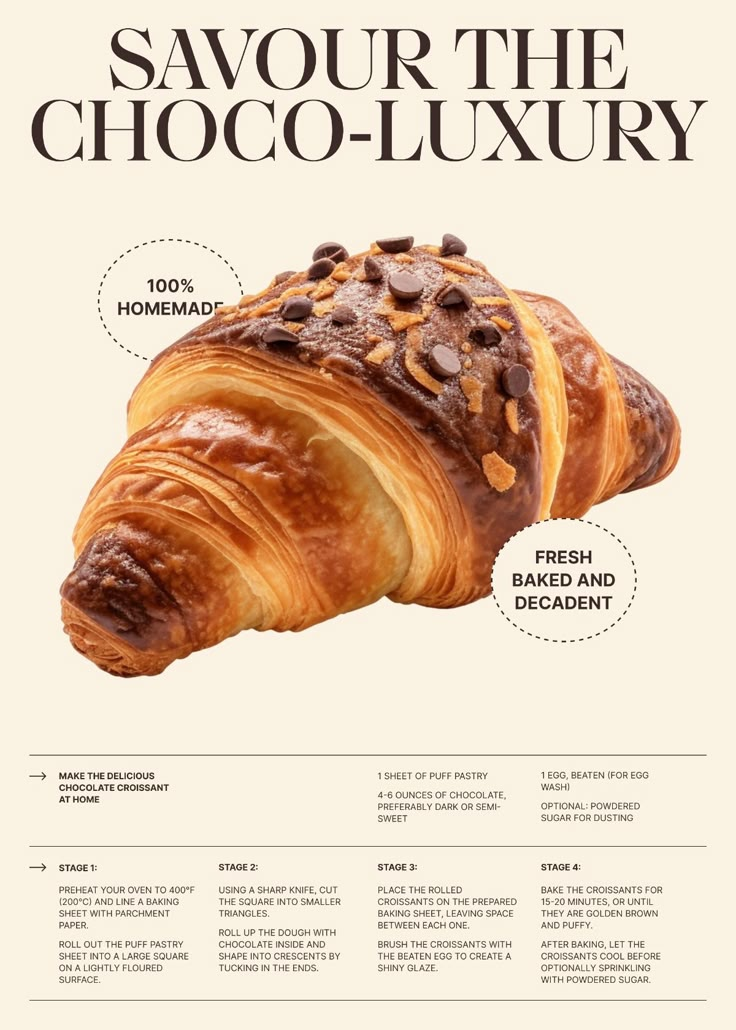 SAVOUR THE
CHOCO-LUXURY
100%
HOMEMADE
FRESH
BAKED AND
DECADENT
MAKE THE DELICIOUS
CHOCOLATE CROISSANT
AT HOME
1 SHEET OF PUFF PASTRY
4-6 OUNCES OF CHOCOLATE,
PREFERABLY DARK OR SEMI-
SWEET
1 EGG, BEATEN (FOR EGG
WASH)
OPTIONAL: POWDERED
SUGAR FOR DUSTING
STAGE 1:
PREHEAT YOUR OVEN TO 400°F
(200°C) AND LINE A BAKING
SHEET WITH PARCHMENT
PAPER.
ROLL OUT THE PUFF PASTRY
SHEET INTO A LARGE SQUARE
ON A LIGHTLY FLOURED
SURFACE.
STAGE 2:
USING A SHARP KNIFE, CUT
THE SQUARE INTO SMALLER
TRIANGLES.
ROLL UP THE DOUGH WITH
CHOCOLATE INSIDE AND
SHAPE INTO CRESCENTS BY
TUCKING IN THE ENDS.
STAGE 3:
PLACE THE ROLLED
CROISSANTS ON THE PREPARED
BAKING SHEET, LEAVING SPACE
BETWEEN EACH ONE.
BRUSH THE CROISSANTS WITH
THE BEATEN EGG TO CREATE A
SHINY GLAZE.
STAGE 4:
BAKE THE CROISSANTS FOR
15-20 MINUTES, OR UNTIL
THEY ARE GOLDEN BROWN
AND PUFFY.
AFTER BAKING, LET THE
CROISSANTS COOL BEFORE
OPTIONALLY SPRINKLING
WITH POWDERED SUGAR.